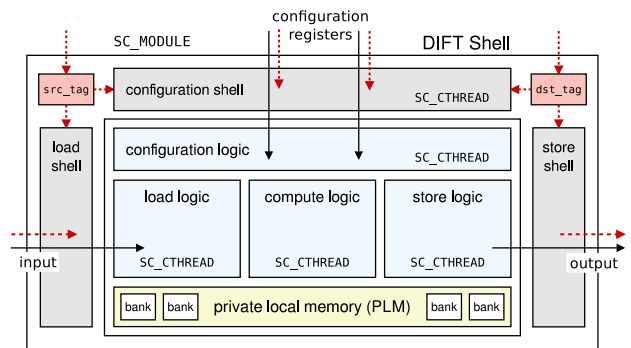 configuration
registers
SC_MODULE
DIFT Shell
src_tag
configuration shell
SC_CTHREAD
dst_tag
load
shell
configuration logic
SC_CTHREAD
store
shell
load logic
SC_CTHREAD
compute logic
SC_CTHREAD
store logic
SC_CTHREAD
input
output
bank
bank
private local memory (PLM)
bank
bank